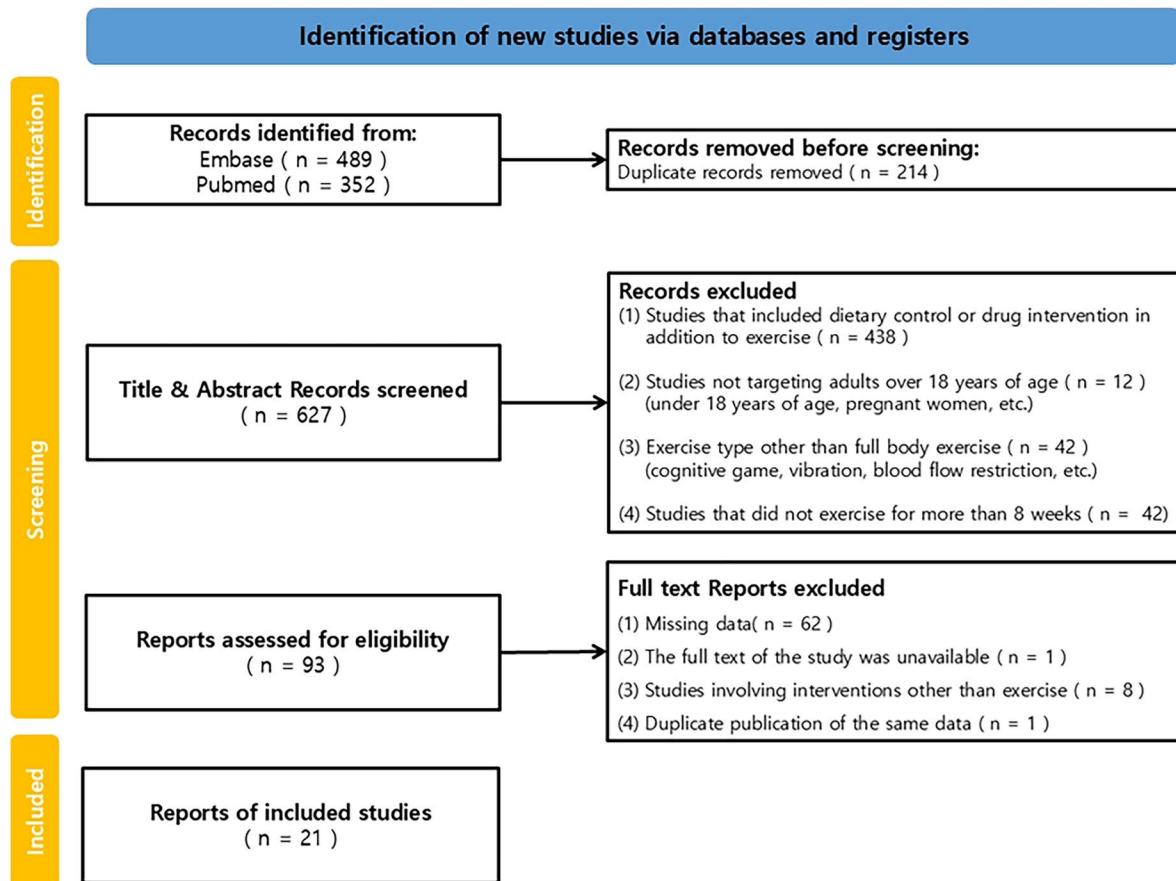 Identification of new studies via databases and registers
Identification
Records identified from:
Embase ( n = 489 )
Pubmed ( n = 352 )
Records removed before screening:
Duplicate records removed ( n = 214 )
Screening
Title & Abstract Records screened
( n = 627 )
Records excluded
(1) Studies that included dietary control or drug intervention in
addition to exercise ( n = 438 )
(2) Studies not targeting adults over 18 years of age ( n = 12 )
(under 18 years of age, pregnant women, etc.)
(3) Exercise type other than full body exercise ( n = 42 )
(cognitive game, vibration, blood flow restriction, etc.)
(4) Studies that did not exercise for more than 8 weeks ( n = 42)
Reports assessed for eligibility
( n = 93 )
Full text Reports excluded
(1) Missing data( n = 62 )
(2) The full text of the study was unavailable ( n = 1 )
(3) Studies involving interventions other than exercise ( n = 8 )
(4) Duplicate publication of the same data ( n = 1 )
Included
Reports of included studies
( n = 21 )